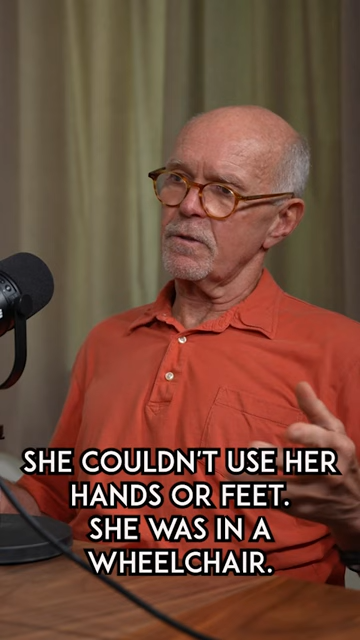 SHE COULDN'T USE HER
HANDS OR FEET.
SHE WAS IN A
WHEELCHAIR.